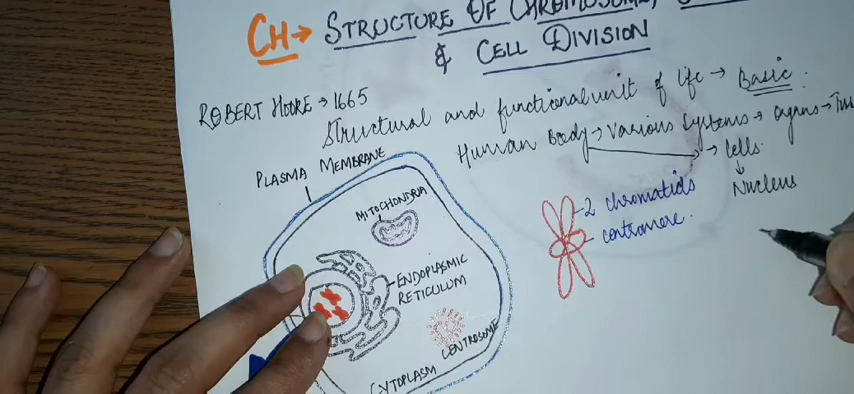 CH→ STRUCTURE OF CHROMOSOME,
& CELL DIVISION
ROBERT HOOKE → 1665
Structural and functional unit of life → Basic.
Human Body → Various Systems → Organs →
→ Cells.
↓
Nucleus
PLASMA MEMBRANE
MITOCHONDRIA
2 chromatids
centromere.
ENDOPLASMIC
RETICULUM
CENTROSOME
CYTOPLASM